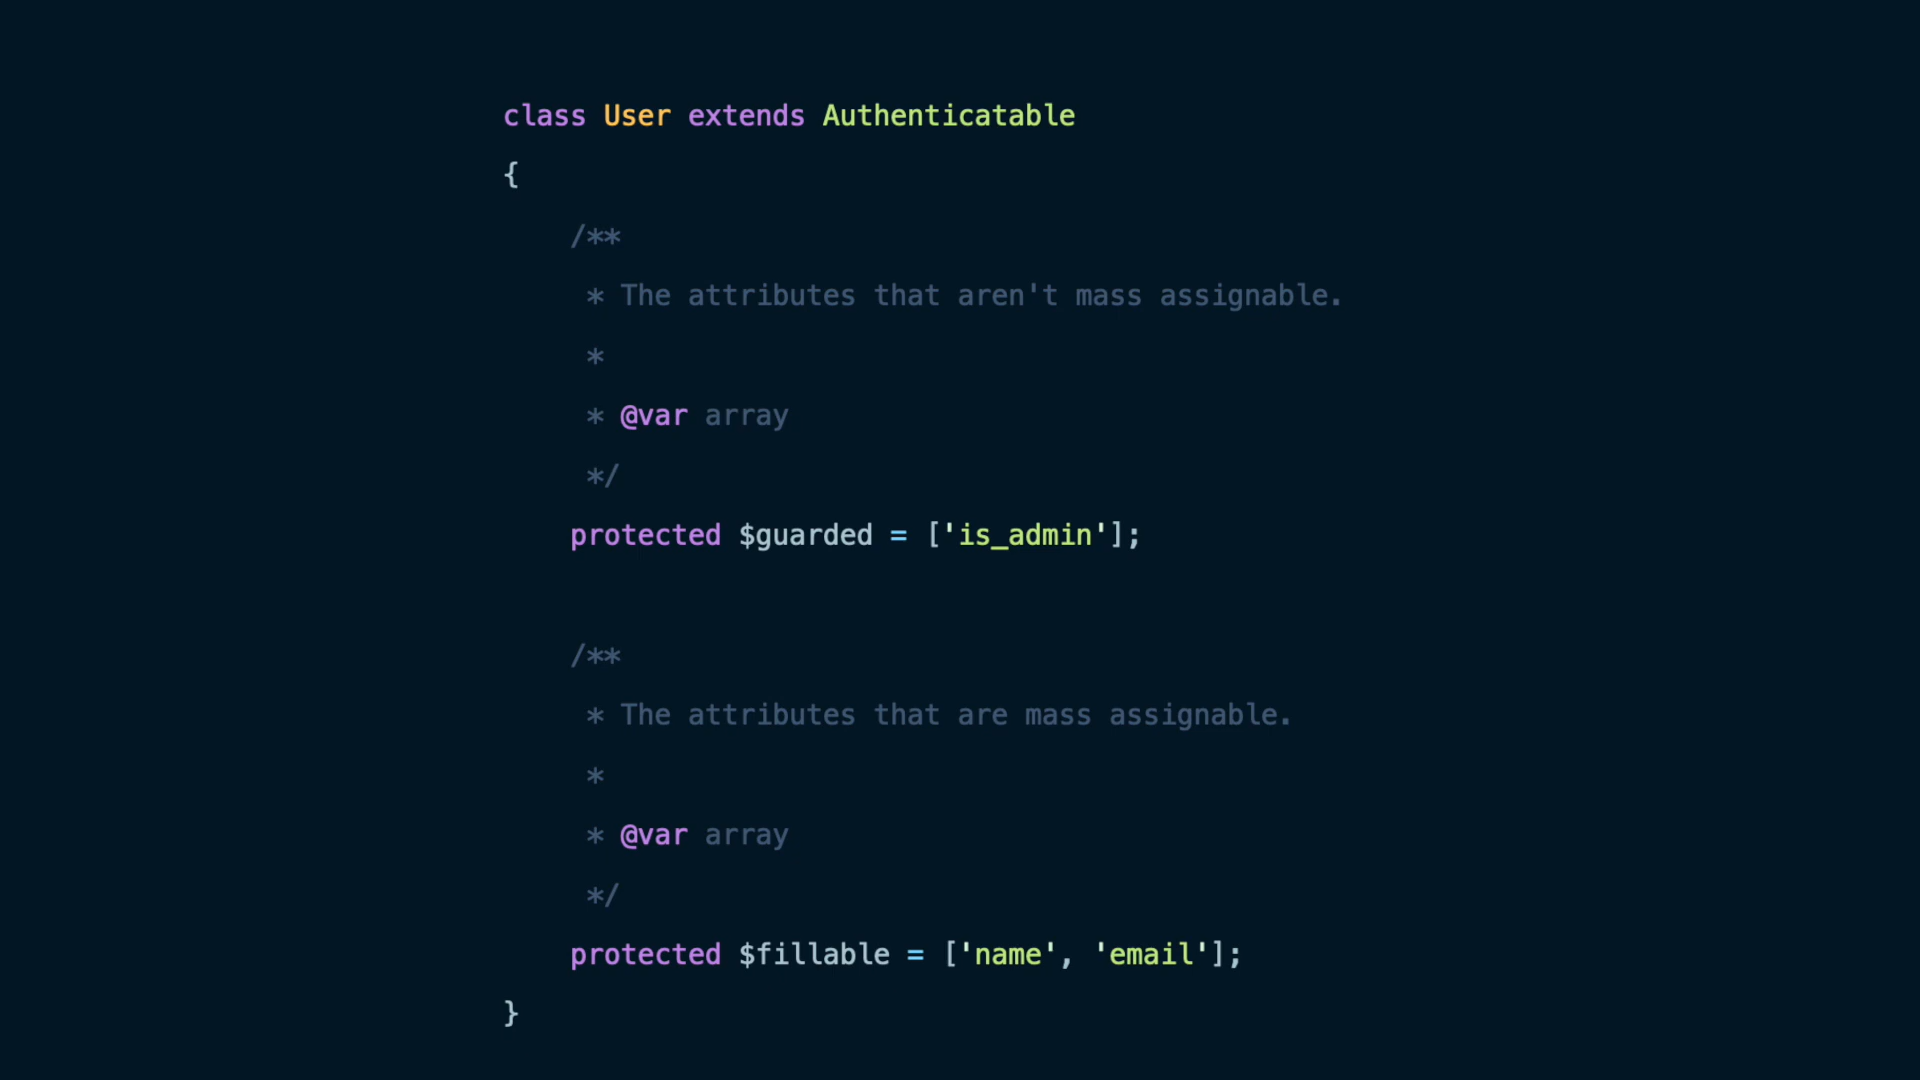 class User extends Authenticatable
{
    /**
     * The attributes that aren't mass assignable.
     *
     * @var array
     */
    protected $guarded = ['is_admin'];

    /**
     * The attributes that are mass assignable.
     *
     * @var array
     */
    protected $fillable = ['name', 'email'];
}